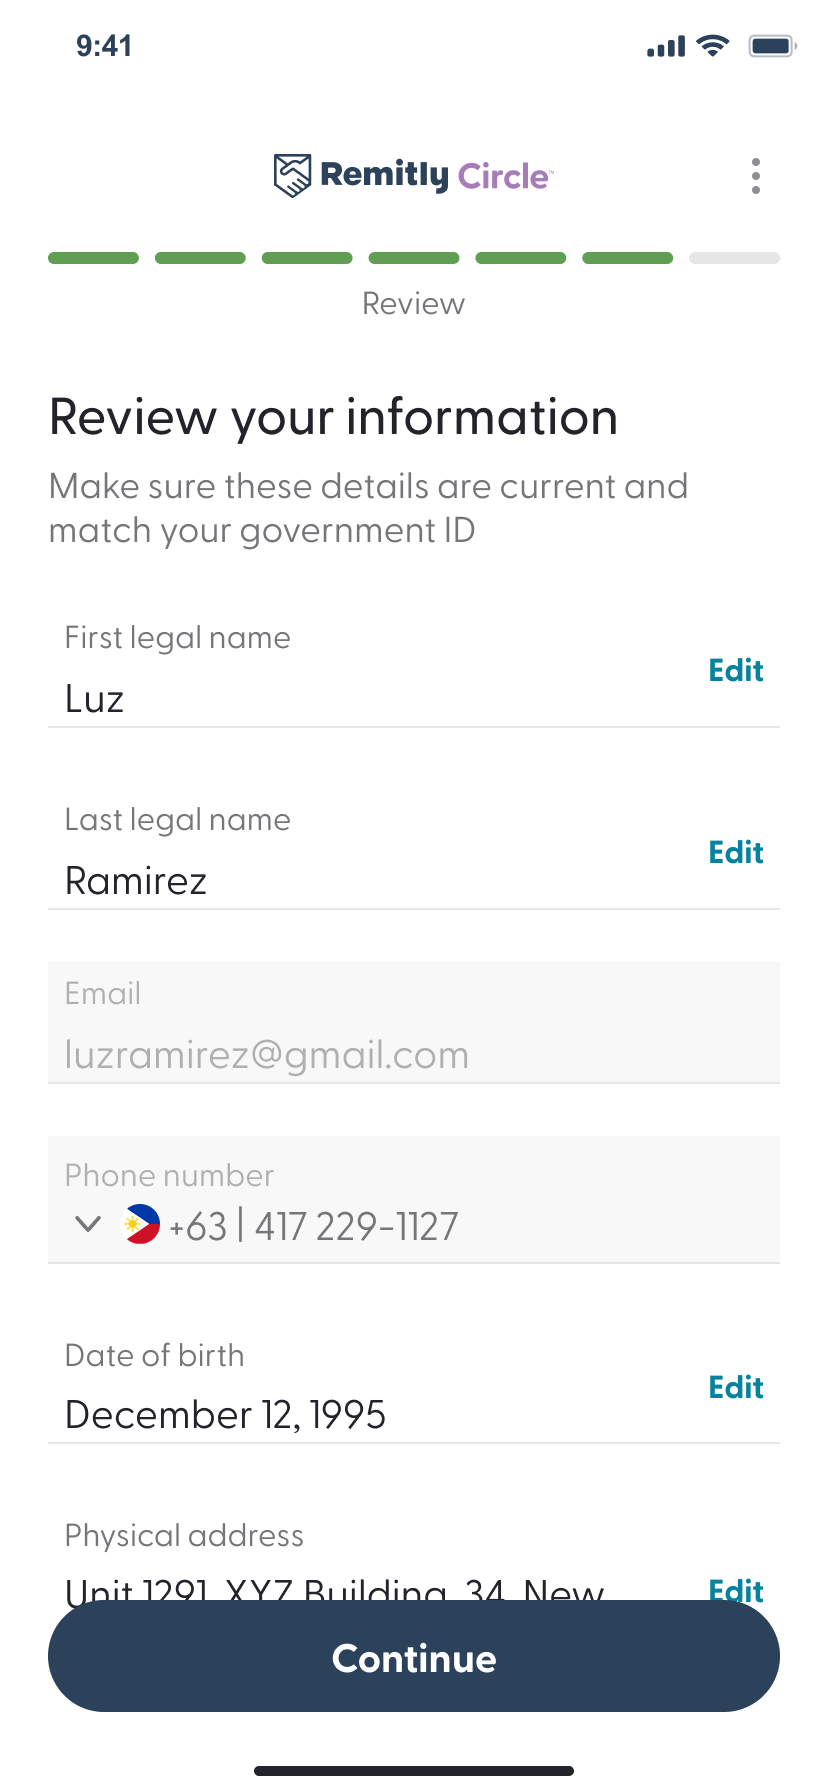 9:41
Remitly Circle™
Review
Review your information
Make sure these details are current and
match your government ID
First legal name
Luz
Edit
Last legal name
Ramirez
Edit
Email
luzramirez@gmail.com
Phone number
+63 | 417 229-1127
Date of birth
December 12, 1995
Edit
Physical address
Unit 1291, XYZ Building, 34, New
Edit
Continue